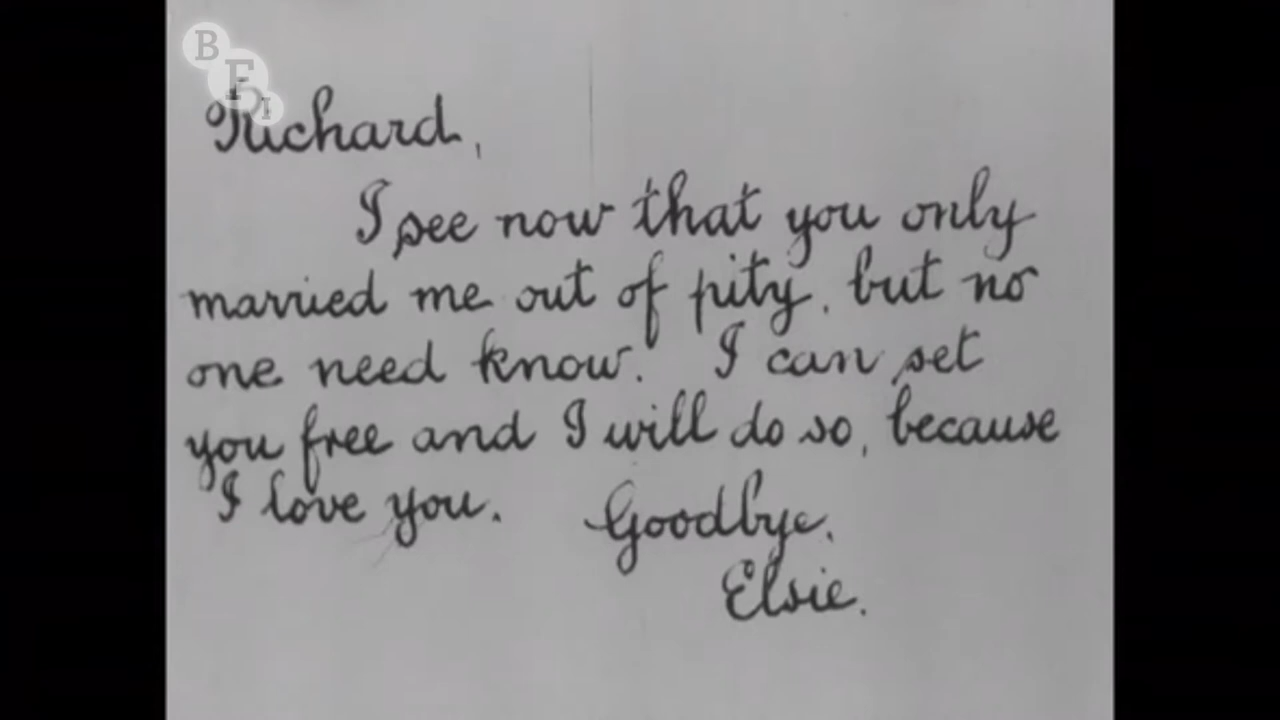 BFI
Richard,
I see now that you only
married me out of pity, but no
one need know. I can set
you free and I will do so, because
I love you. Goodbye.
Elsie.